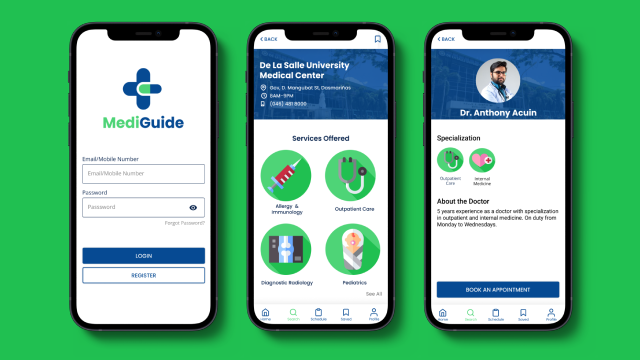 MediGuide
Email/Mobile Number
Email/Mobile Number
Password
Password
Forgot Password?
LOGIN
REGISTER
BACK
De La Salle University
Medical Center
Gov, D. Mangubat St, Dasmariñas
8AM-5PM
(046) 481 8000
Services Offered
Allergy &
Immunology
Outpatient Care
Diagnostic Radiology
Pediatrics
See All
Home
Search
Schedule
Saved
Profile
BACK
Dr. Anthony Acuin
Specialization
Outpatient
Care
Internal
Medicine
About the Doctor
5 years experience as a doctor with specialization
in outpatient and internal medicine. On duty from
Monday to Wednesdays.
BOOK AN APPOINTMENT
Home
Search
Schedule
Saved
Profile